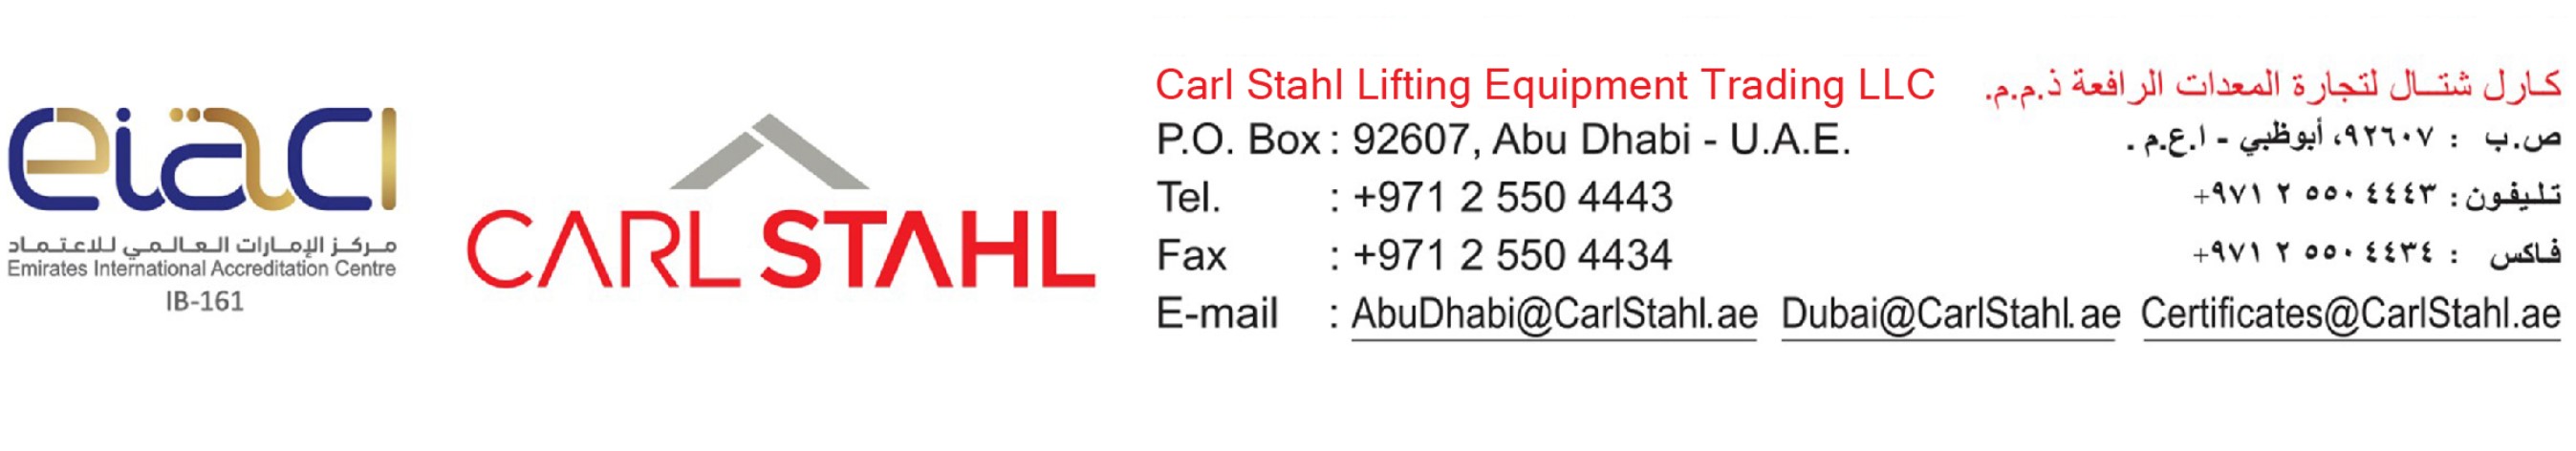 eiaci
مركز الإمارات العالمي للاعتماد
Emirates International Accreditation Centre
IB-161
CARL STAHL
Carl Stahl Lifting Equipment Trading LLC
P.O. Box : 92607, Abu Dhabi - U.A.E.
Tel. : +971 2 550 4443
Fax : +971 2 550 4434
E-mail : AbuDhabi@CarlStahl.ae Dubai@CarlStahl.ae Certificates@CarlStahl.ae
كارل شتال لتجارة المعدات الرافعة ذ.م.م.
ص.ب : ٩٢٦٠٧، أبوظبي - ا.ع.م .
تليفون : ٤٤٤٣ ٥٥٠ ٢ ٩٧١+
فاكس : ٤٤٣٤ ٥٥٠ ٢ ٩٧١+